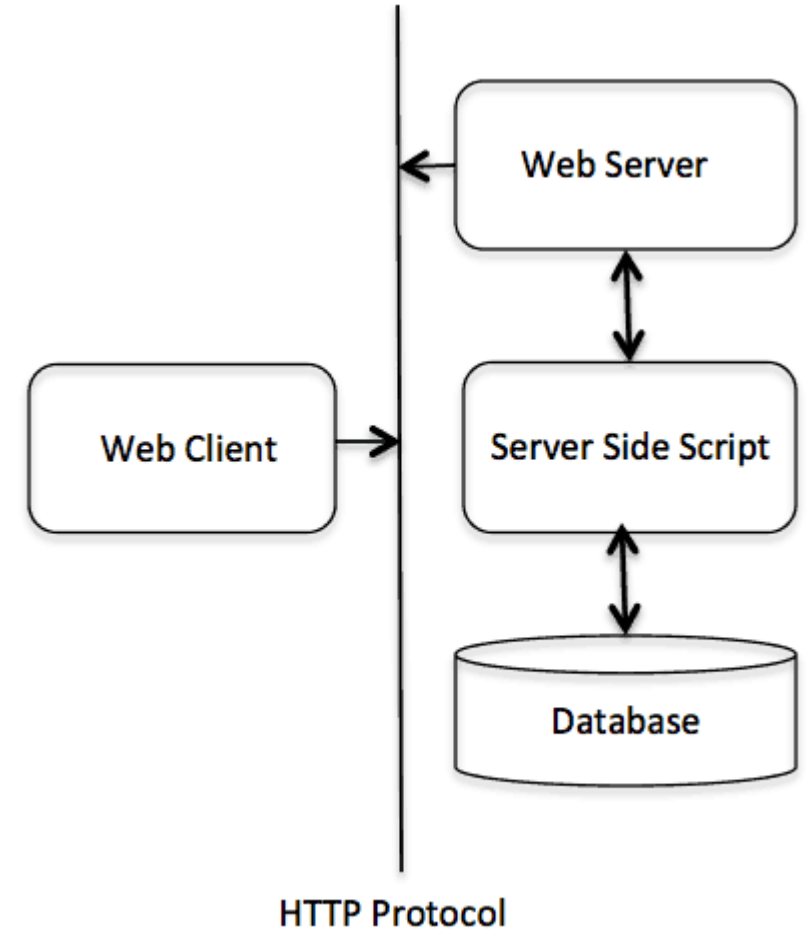 Web Server
Web Client
Server Side Script
Database
HTTP Protocol